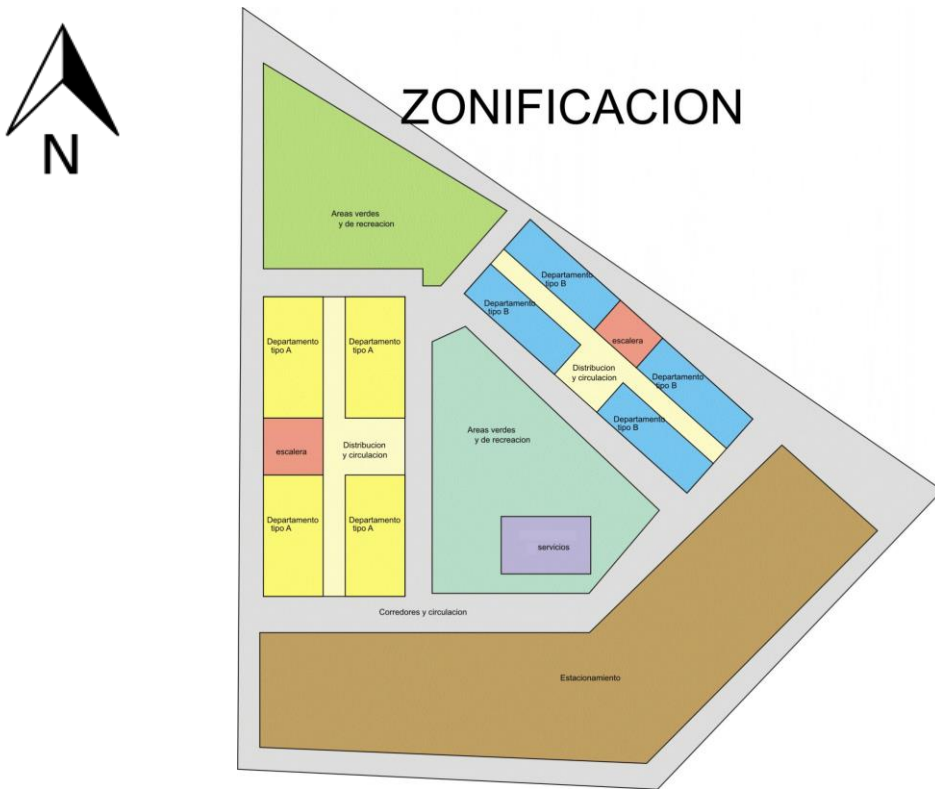 N
ZONIFICACION
Areas verdes
y de recreacion
Departamento
tipo B
Departamento
tipo B
escalera
Departamento
tipo A
Departamento
tipo A
Distribucion
y circulacion
Departamento
tipo B
Departamento
tipo B
Areas verdes
y de recreacion
escalera
Distribucion
y circulacion
Departamento
tipo A
Departamento
tipo A
servicios
Corredores y circulacion
Estacionamiento